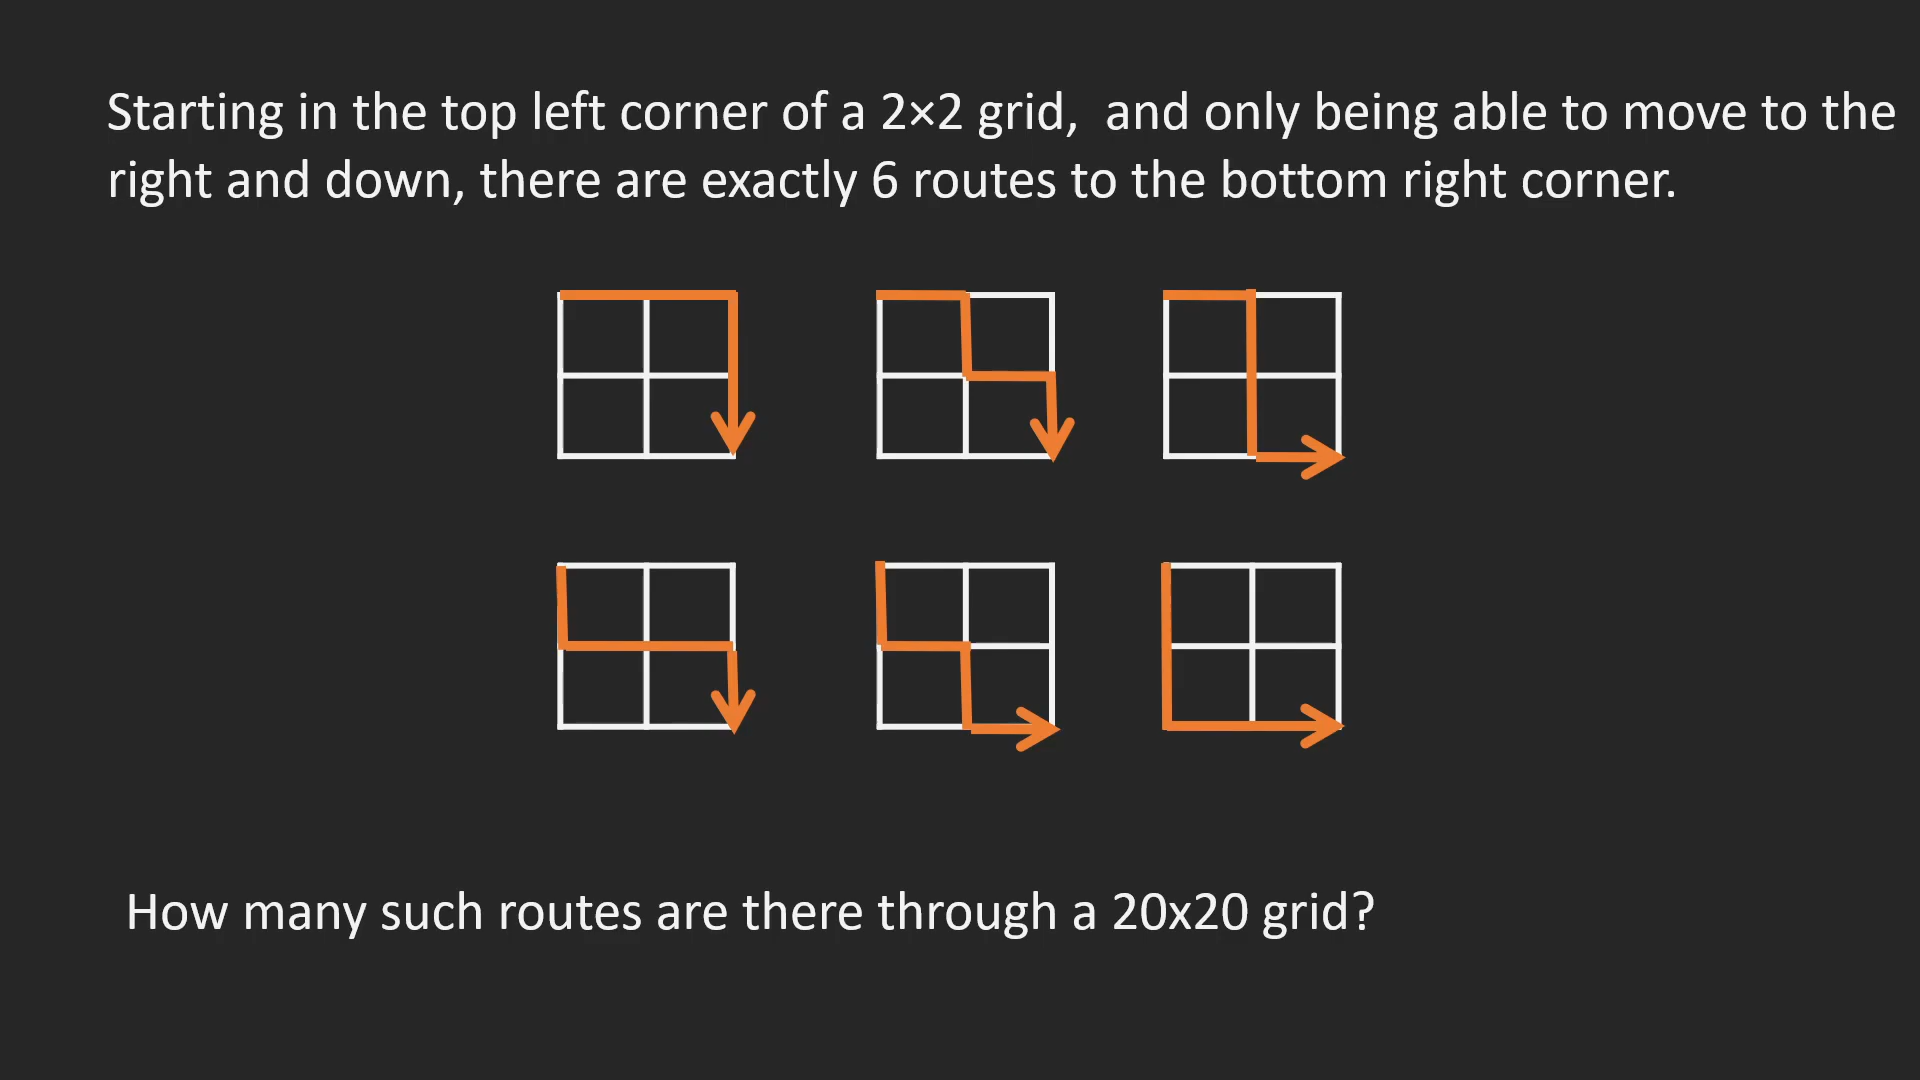 Starting in the top left corner of a 2×2 grid,  and only being able to move to the
right and down, there are exactly 6 routes to the bottom right corner.
How many such routes are there through a 20x20 grid?